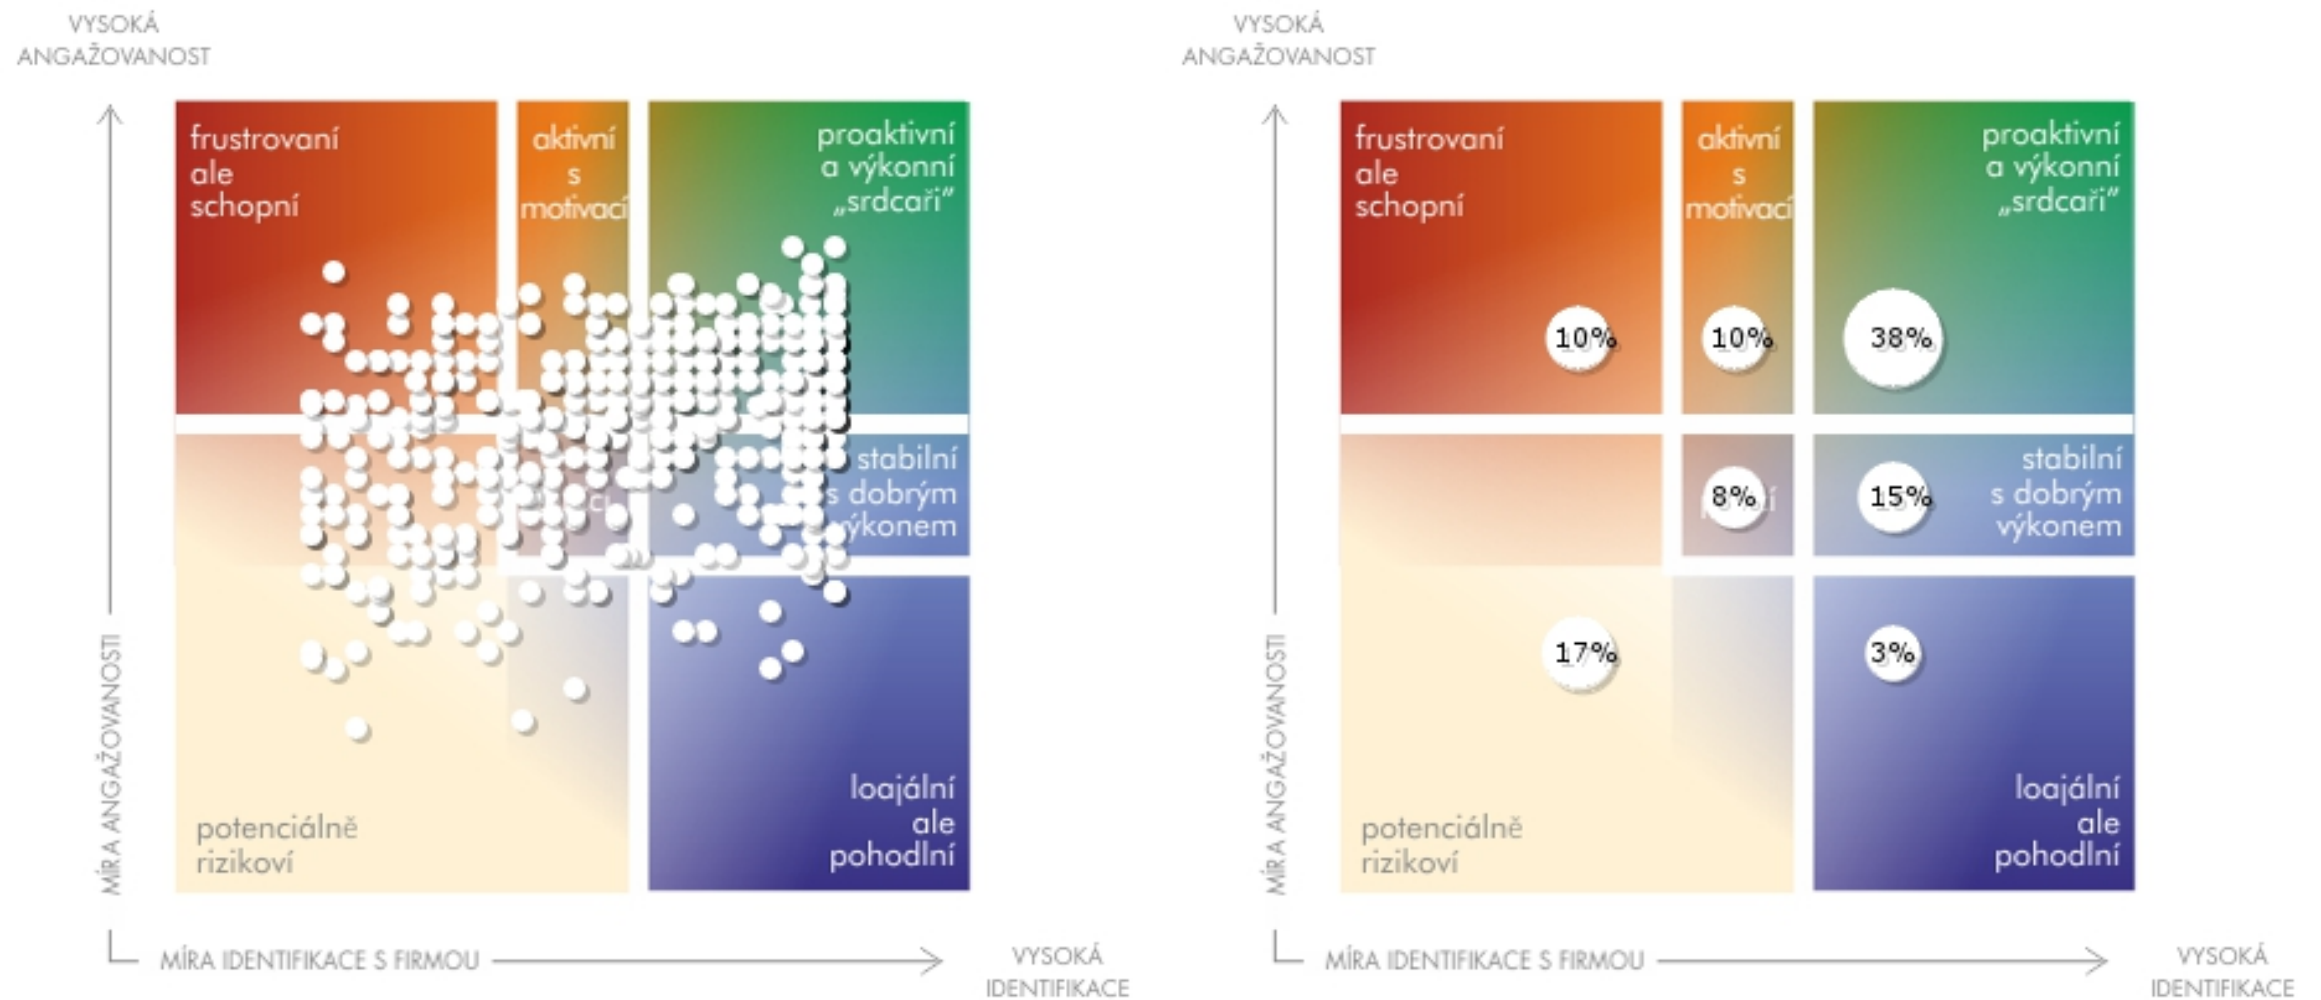 VYSOKÁ
ANGAŽOVANOST
frustrovaní
ale
schopní
aktivní
s
motivací
proaktivní
a výkonní
„srdcaři“
stabilní
s dobrým
výkonem
potenciálně
rizikoví
loajální
ale
pohodlní
MÍRA ANGAŽOVANOSTI
MÍRA IDENTIFIKACE S FIRMOU
VYSOKÁ
IDENTIFIKACE
VYSOKÁ
ANGAŽOVANOST
frustrovaní
ale
schopní
aktivní
s
motivací
proaktivní
a výkonní
„srdcaři“
10%
10%
38%
stabilní
s dobrým
výkonem
8%
15%
17%
3%
potenciálně
rizikoví
loajální
ale
pohodlní
MÍRA ANGAŽOVANOSTI
MÍRA IDENTIFIKACE S FIRMOU
VYSOKÁ
IDENTIFIKACE